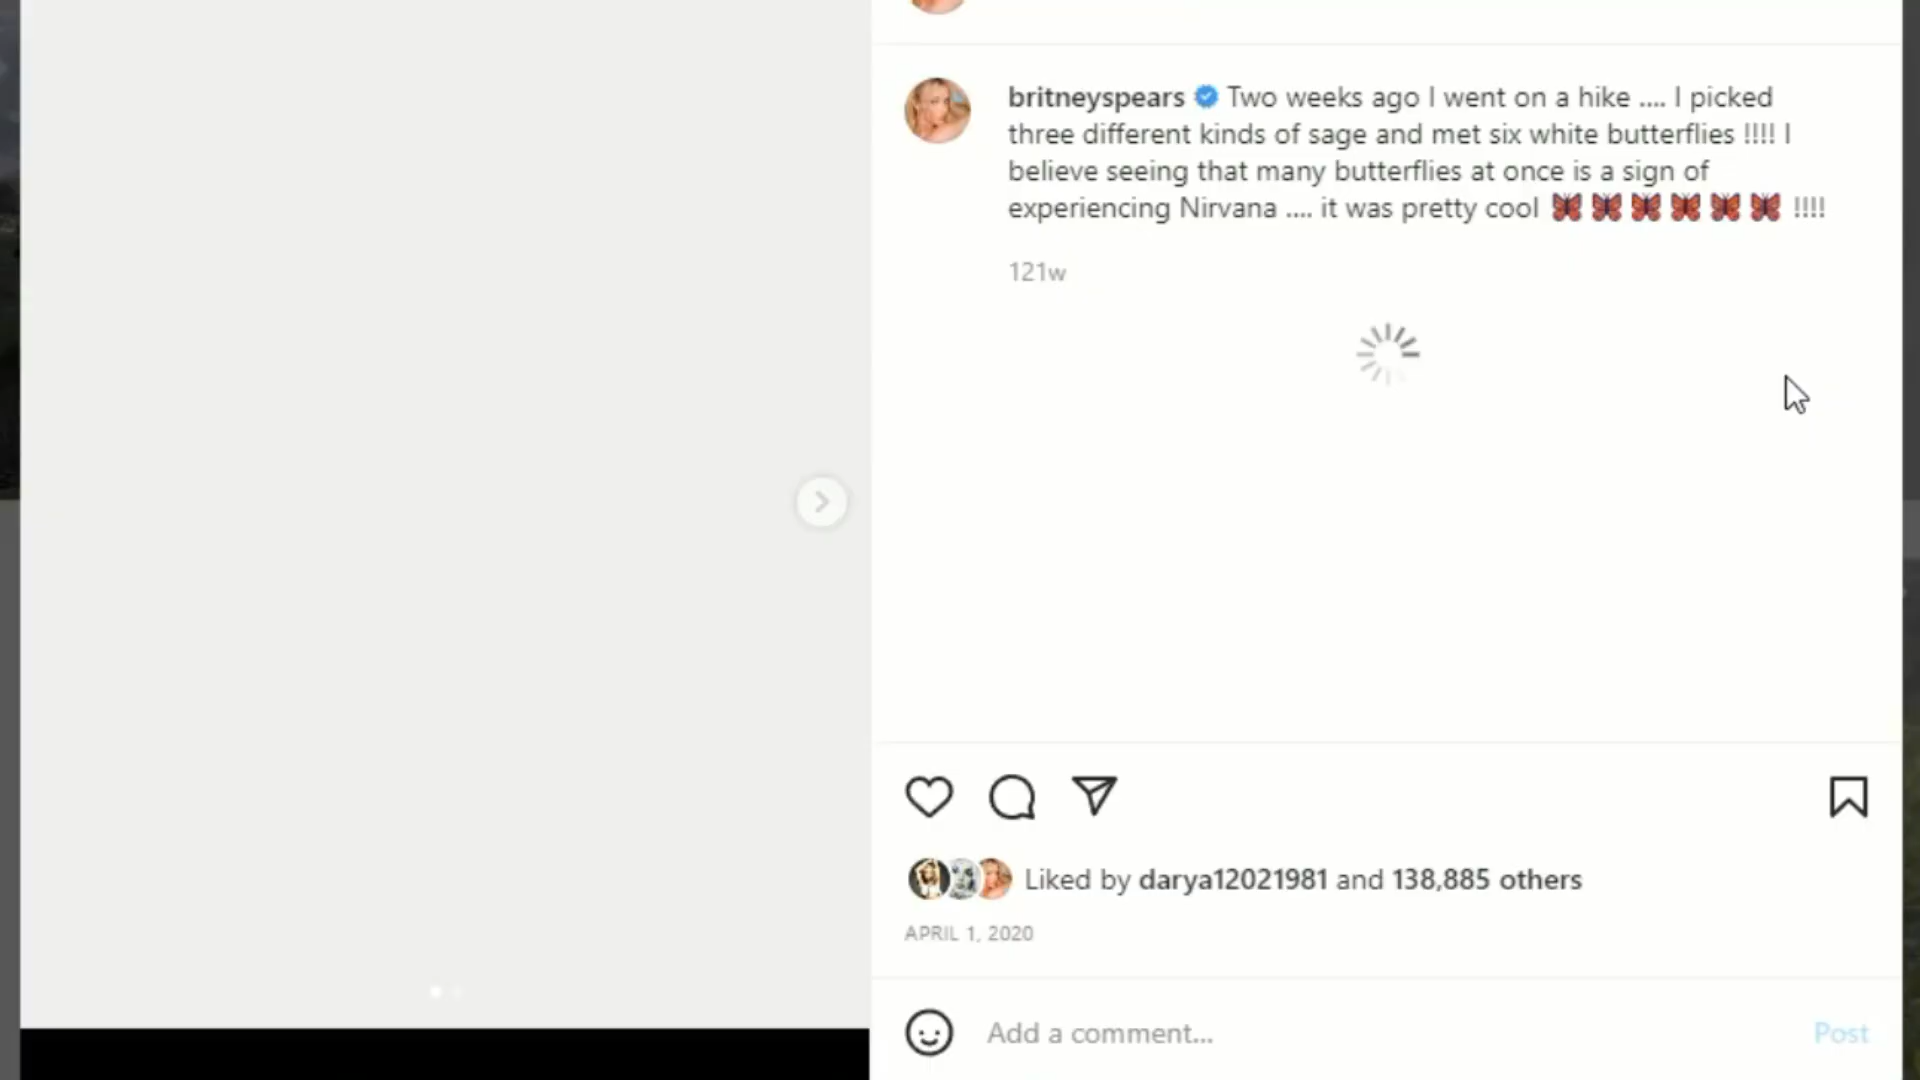 britneyspears Two weeks ago I went on a hike .... I picked
three different kinds of sage and met six white butterflies !!!! I
believe seeing that many butterflies at once is a sign of
experiencing Nirvana .... it was pretty cool 🦋🦋🦋🦋🦋🦋 !!!!
121w
Liked by darya12021981 and 138,885 others
APRIL 1, 2020
Add a comment...
Post